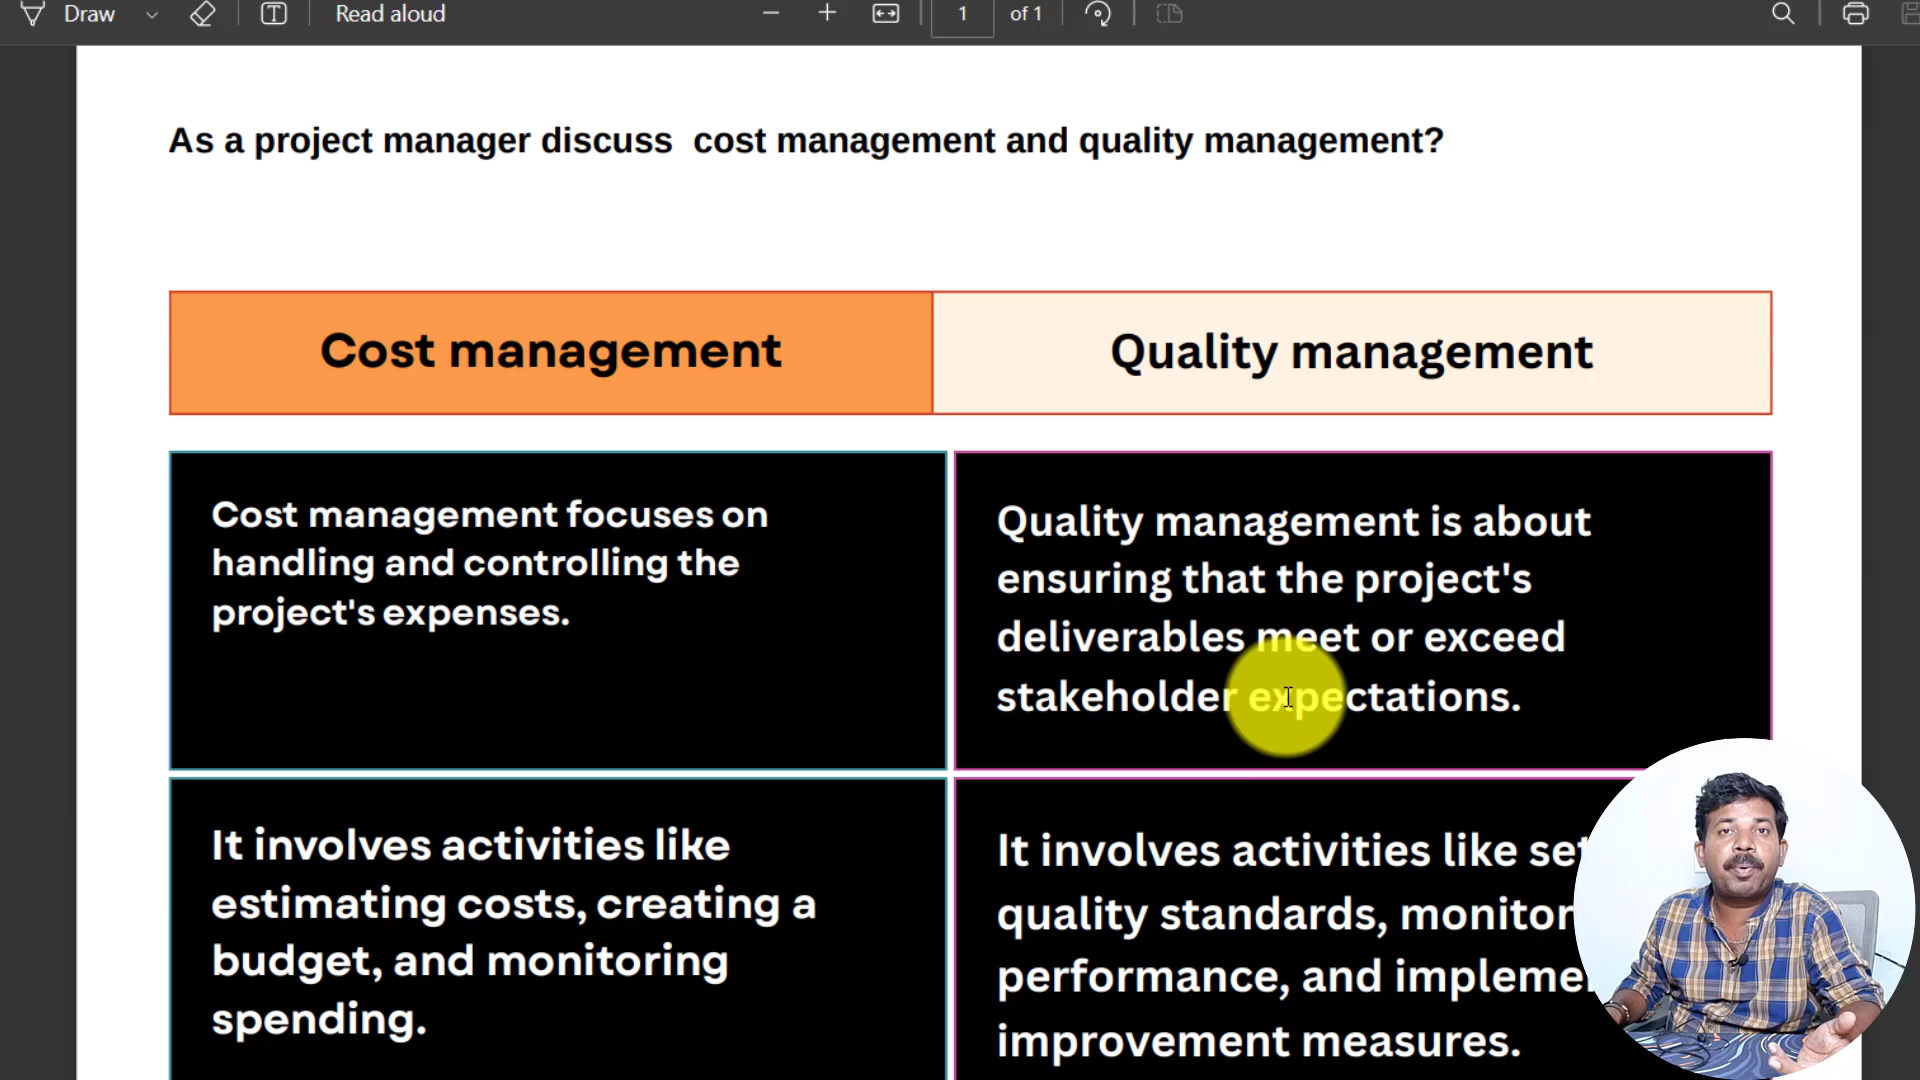 Draw
Read aloud
1
of 1
As a project manager discuss cost management and quality management?
Cost management
Quality management
Cost management focuses on
handling and controlling the
project's expenses.
Quality management is about
ensuring that the project's
deliverables meet or exceed
stakeholder expectations.
It involves activities like
estimating costs, creating a
budget, and monitoring
spending.
It involves activities like
quality standards,
performance, and
improvement measures.